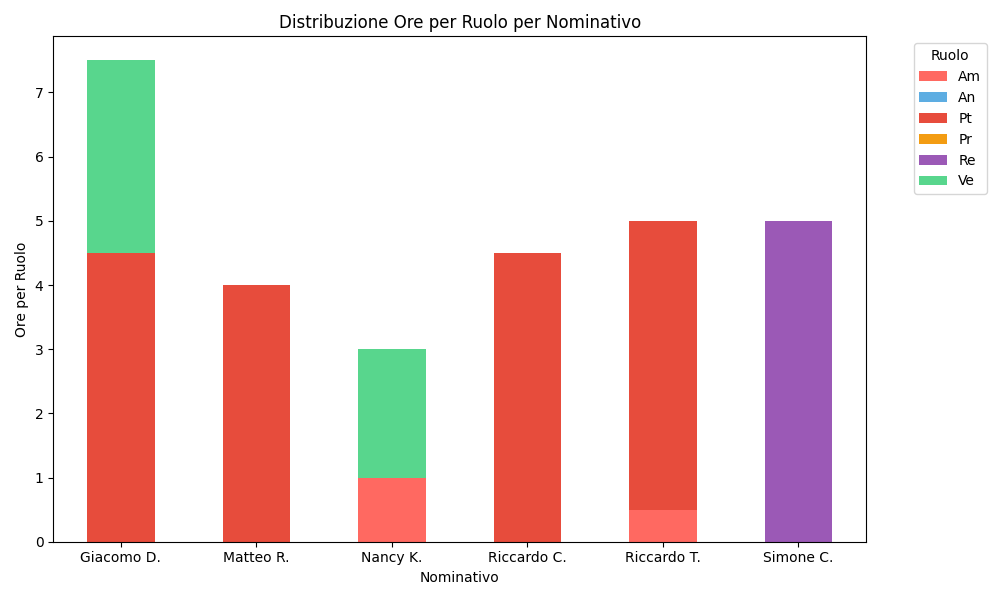 Distribuzione Ore per Ruolo per Nominativo
Ruolo
Am
An
Pt
Pr
Re
Ve
Ore per Ruolo
7
6
5
4
3
2
1
0
Giacomo D.
Matteo R.
Nancy K.
Riccardo C.
Riccardo T.
Simone C.
Nominativo